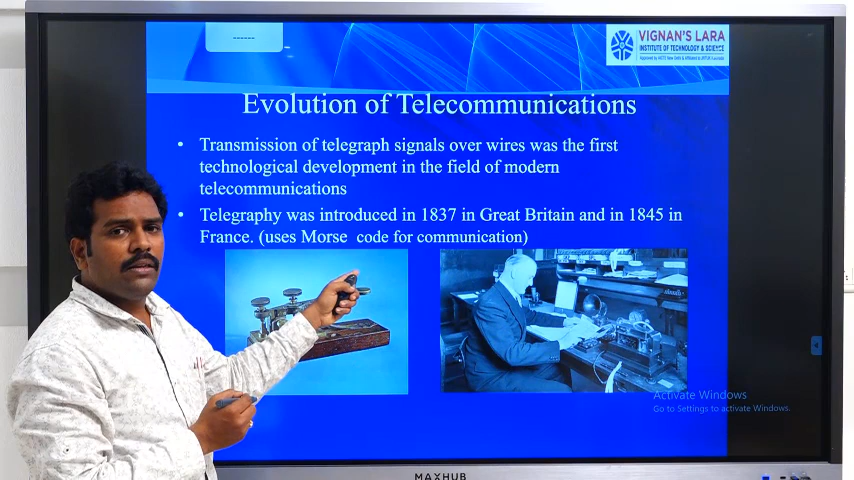 ------
VIGNAN'S LARA
INSTITUTE OF TECHNOLOGY & SCIENCE
Evolution of Telecommunications
• Transmission of telegraph signals over wires was the first
technological development in the field of modern
telecommunications
• Telegraphy was introduced in 1837 in Great Britain and in 1845 in
France. (uses Morse code for communication)
Activate Windows
Go to Settings to activate Windows.
MAXHUB